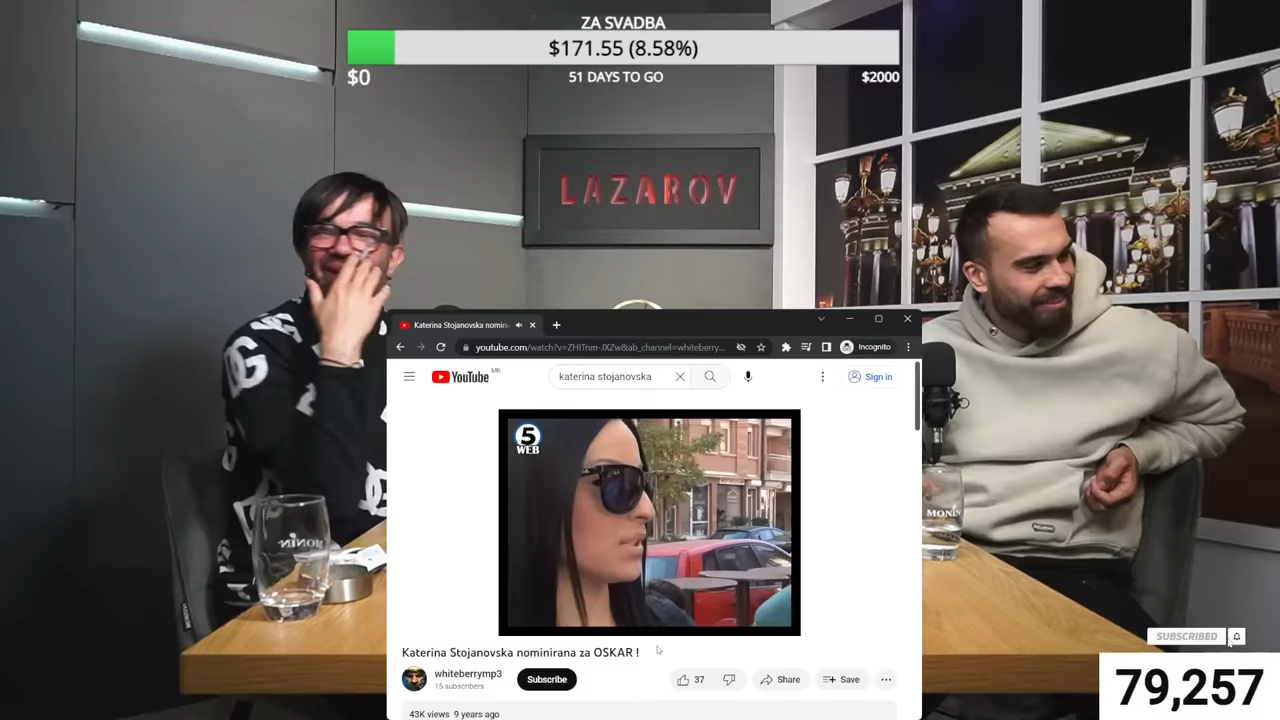 ZA SVADBA
$171.55 (8.58%)
$0
51 DAYS TO GO
$2000
LAZAROV
Katerina Stojanovska nomin
youtube.com/watch?v=ZHITnm-JXZw&ab_channel=whiteberry...
Incognito
YouTube MK
katerina stojanovska
Sign in
5
WEB
MONIN
MONIN
Katerina Stojanovska nominirana za OSKAR !
whiteberrymp3
15 subscribers
Subscribe
37
Share
Save
43K views 9 years ago
SUBSCRIBED
79,257